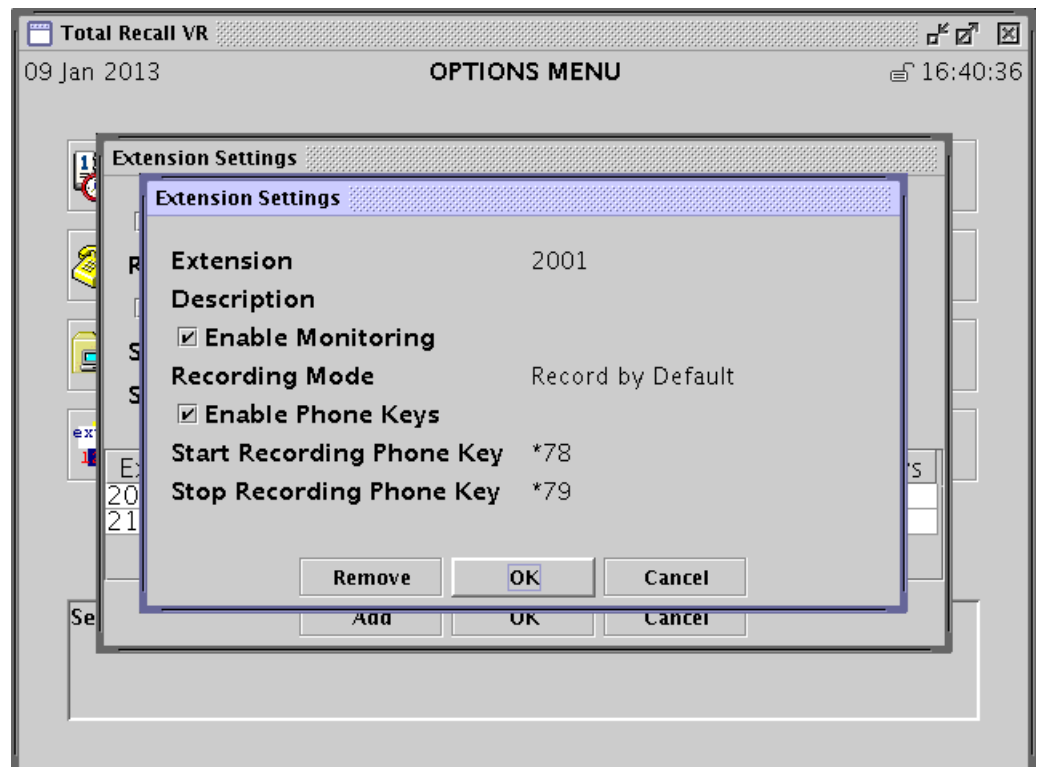 Total Recall VR
09 Jan 2013 OPTIONS MENU 16:40:36
Extension Settings
Extension Settings
Extension 2001
Description
Enable Monitoring
Recording Mode Record by Default
Enable Phone Keys
Start Recording Phone Key *78
Stop Recording Phone Key *79
Remove OK Cancel
Add OK Cancel